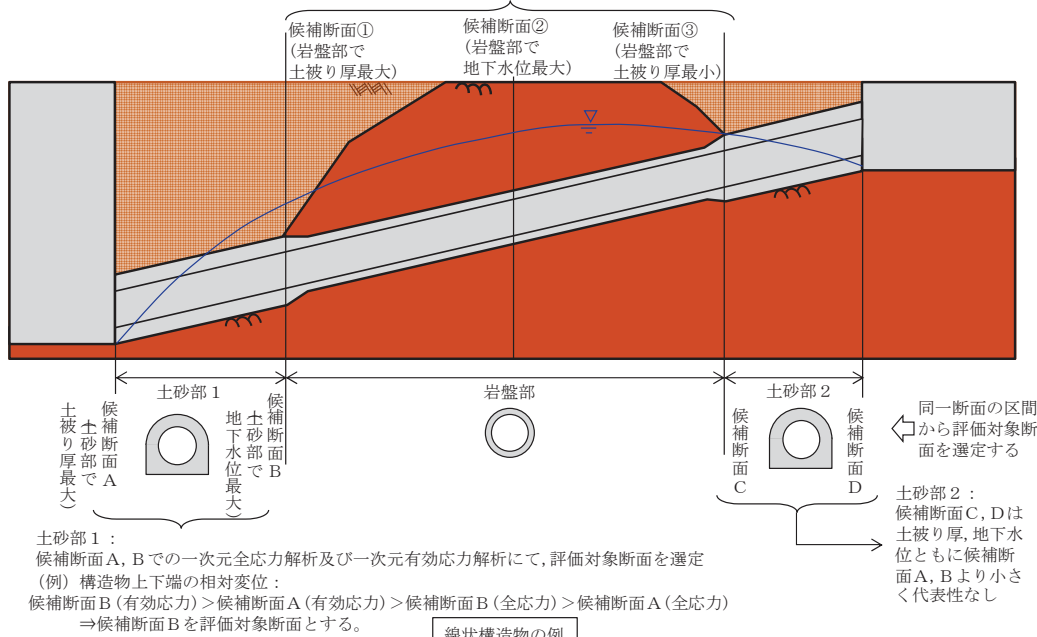 候補断面①
(岩盤部で
土被り厚最大)
候補断面②
(岩盤部で
地下水位最大)
候補断面③
(岩盤部で
土被り厚最小)
土砂部1
岩盤部
土砂部2
候補断面A
(土砂部で
土被り厚最大)
候補断面B
(土砂部で
地下水位最大)
候補断面C
候補断面D
同一断面の区間
から評価対象断
面を選定する
土砂部1:
候補断面A,Bでの一次元全応力解析及び一次元有効応力解析にて,評価対象断面を選定
(例)構造物上下端の相対変位:
候補断面B(有効応力)>候補断面A(有効応力)>候補断面B(全応力)>候補断面A(全応力)
⇒候補断面Bを評価対象断面とする。
土砂部2:
候補断面C,Dは
土被り厚,地下水
位ともに候補断
面A,Bより小さ
く代表性なし
線状構造物の例